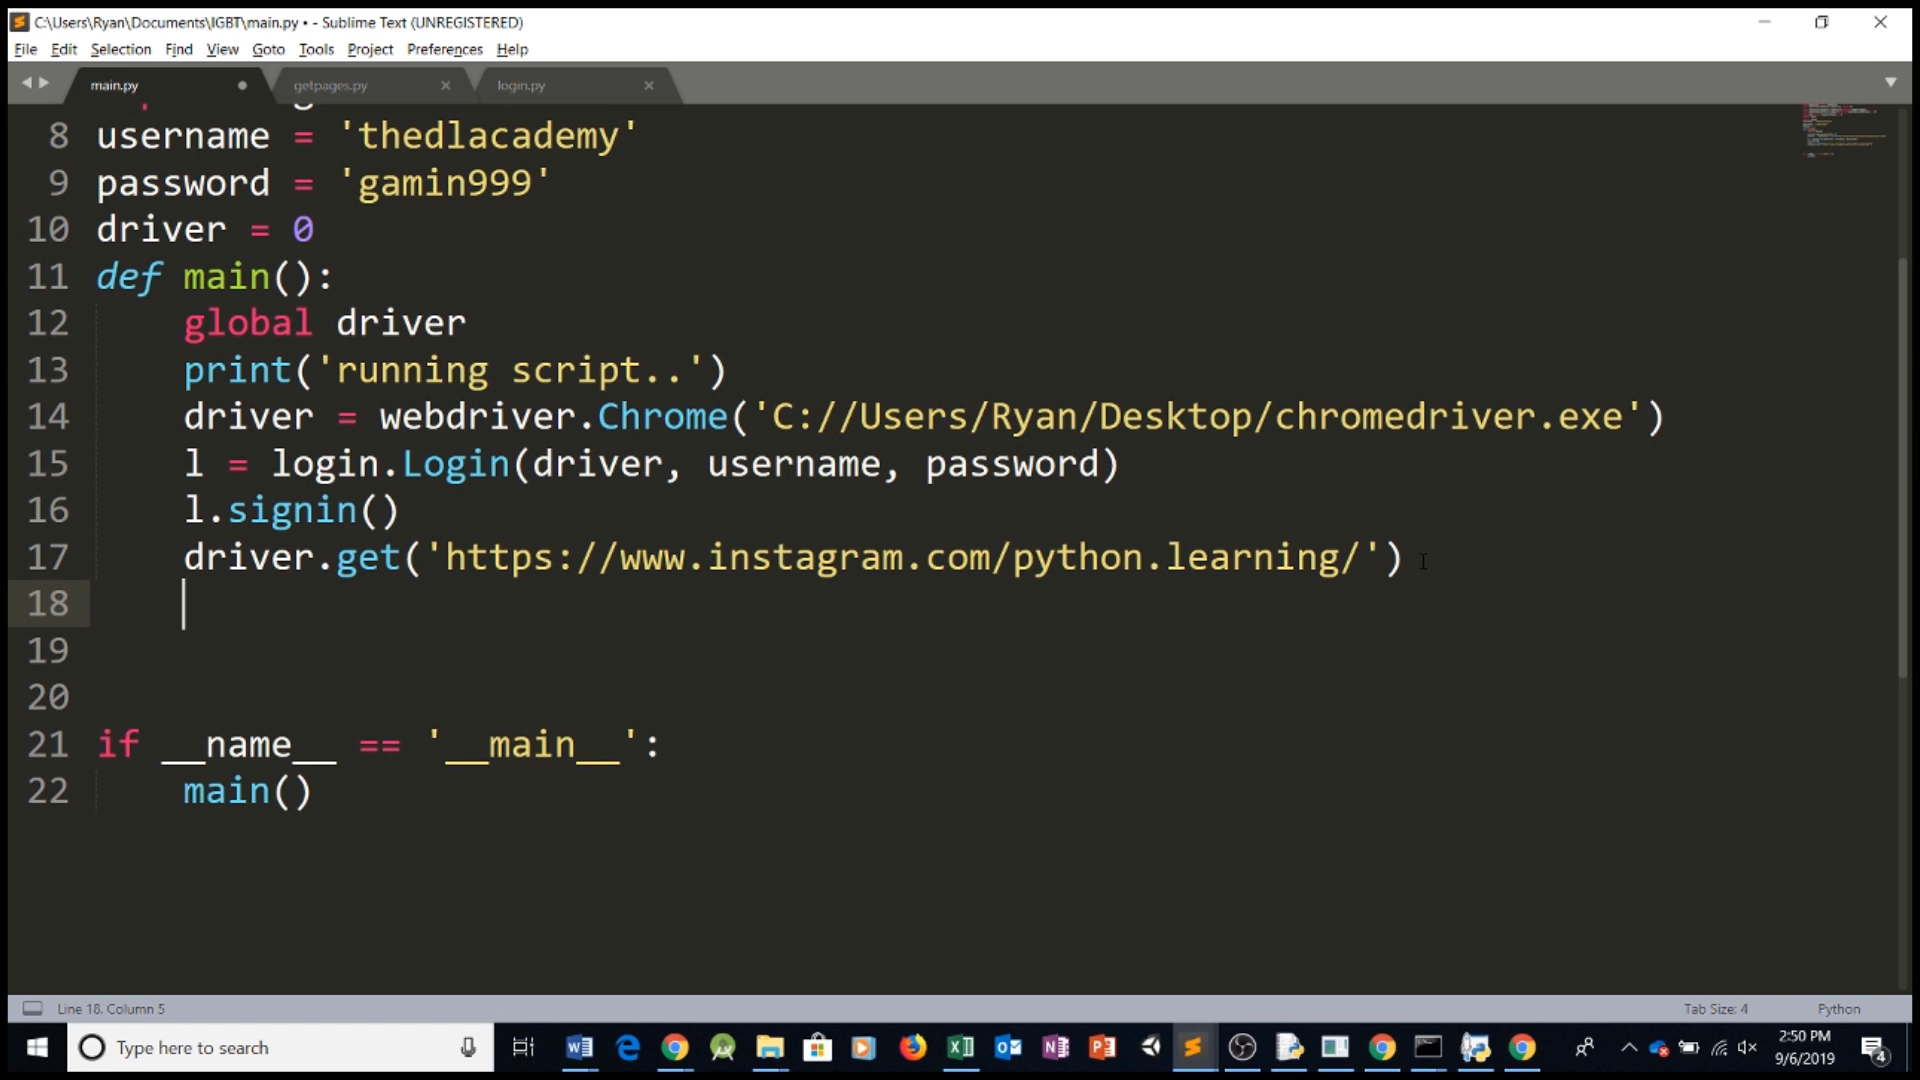 C:\Users\Ryan\Documents\IGBT\main.py • - Sublime Text (UNREGISTERED)
File Edit Selection Find View Goto Tools Project Preferences Help
main.py getpages.py login.py
8 username = 'thedlacademy'
9 password = 'gamin999'
10 driver = 0
11 def main():
12 global driver
13 print('running script..')
14 driver = webdriver.Chrome('C://Users/Ryan/Desktop/chromedriver.exe')
15 l = login.Login(driver, username, password)
16 l.signin()
17 driver.get('https://www.instagram.com/python.learning/')
18
19
20
21 if __name__ == '__main__':
22 main()
Line 18, Column 5 Tab Size: 4 Python
Type here to search
2:50 PM
9/6/2019
4